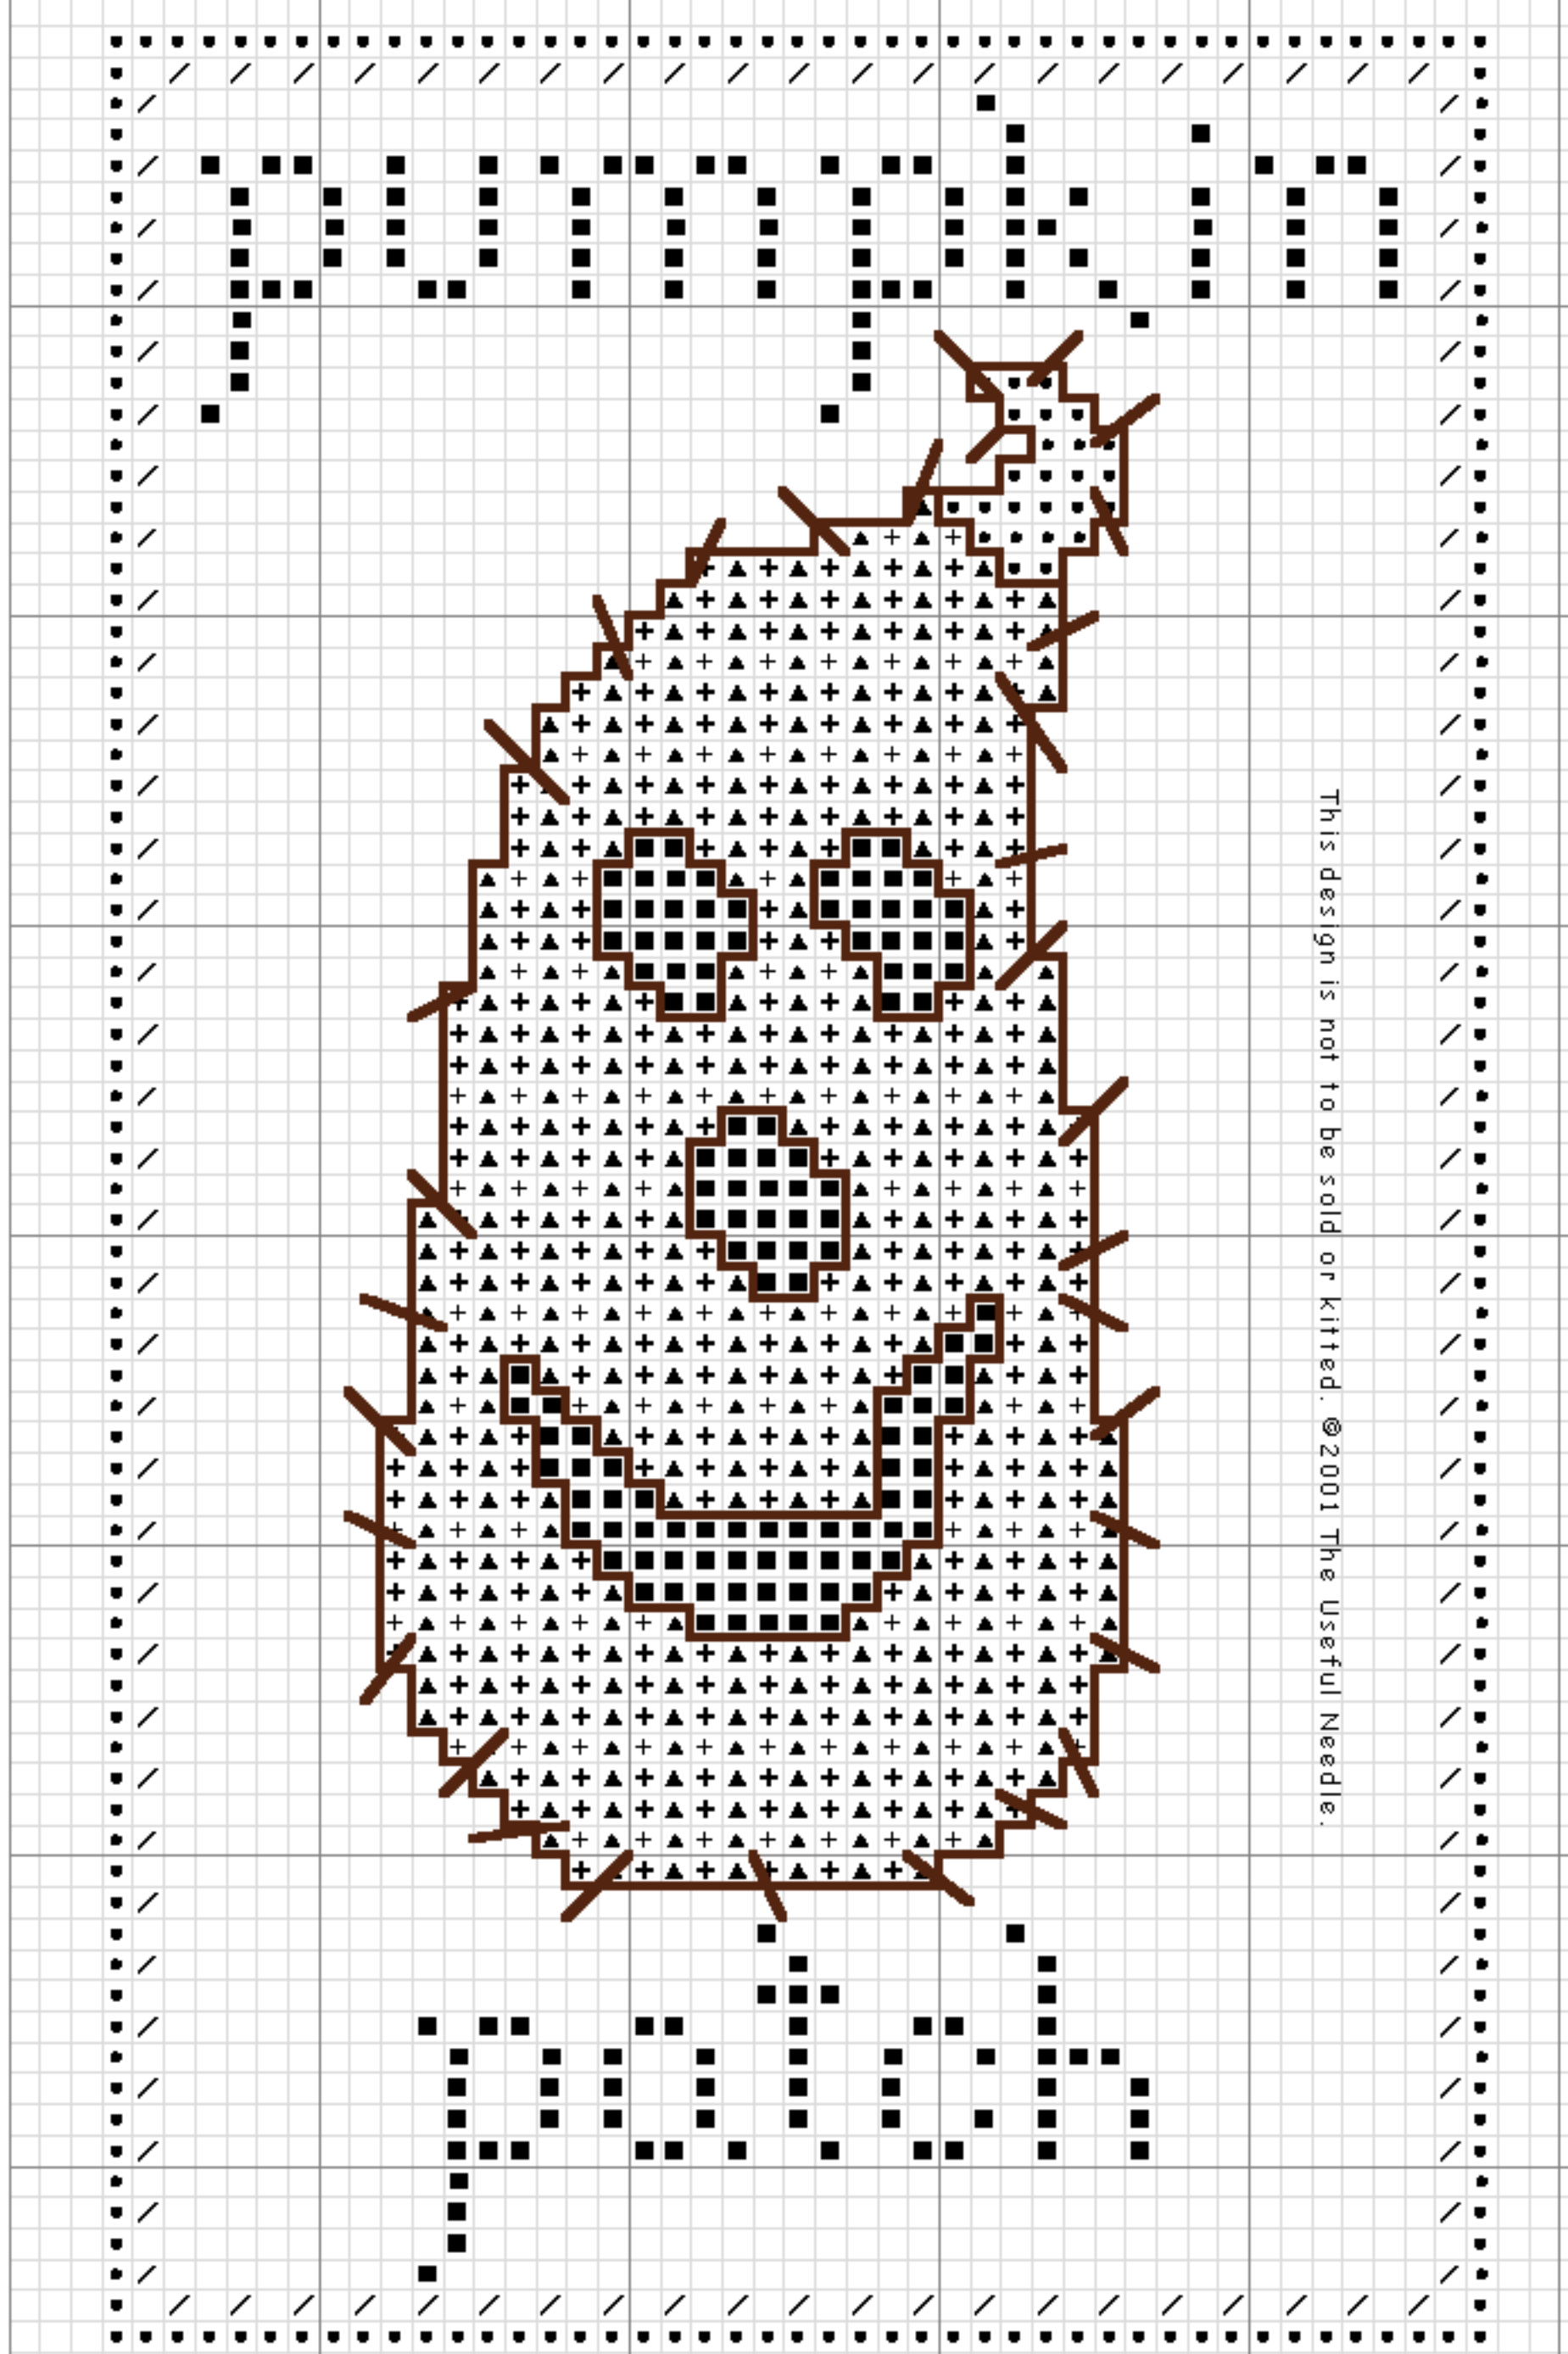 pumpkin
patch
This design is not to be sold or kitted. ©2001 The Useful Needle.